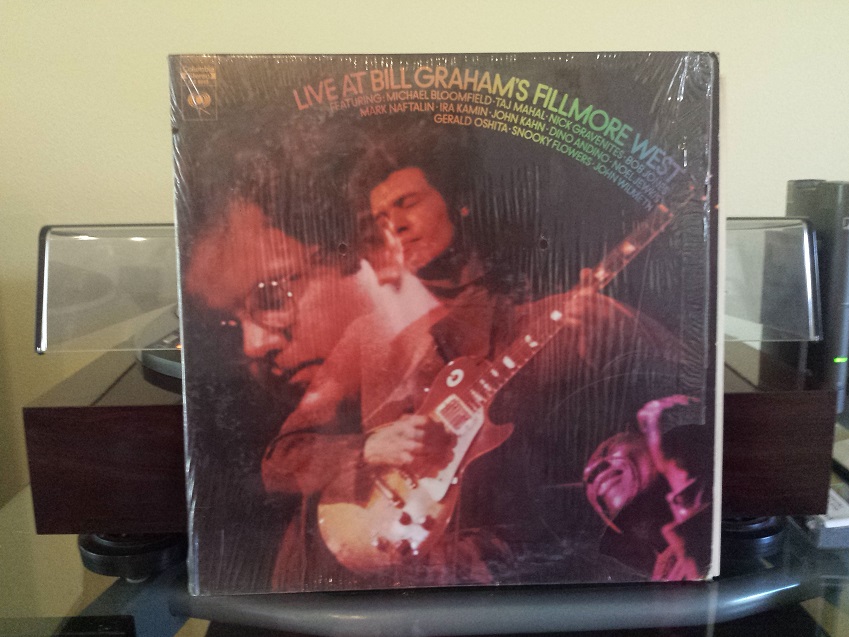 LIVE AT BILL GRAHAM'S FILLMORE WEST
FEATURING: MICHAEL BLOOMFIELD · TAJ MAHAL · NICK GRAVENITES · BOB JONES
MARK NAFTALIN · IRA KAMIN · JOHN KAHN · DINO ANDINO · NOEL JEWKIS
GERALD OSHITA · SNOOKY FLOWERS · JOHN WILMETH